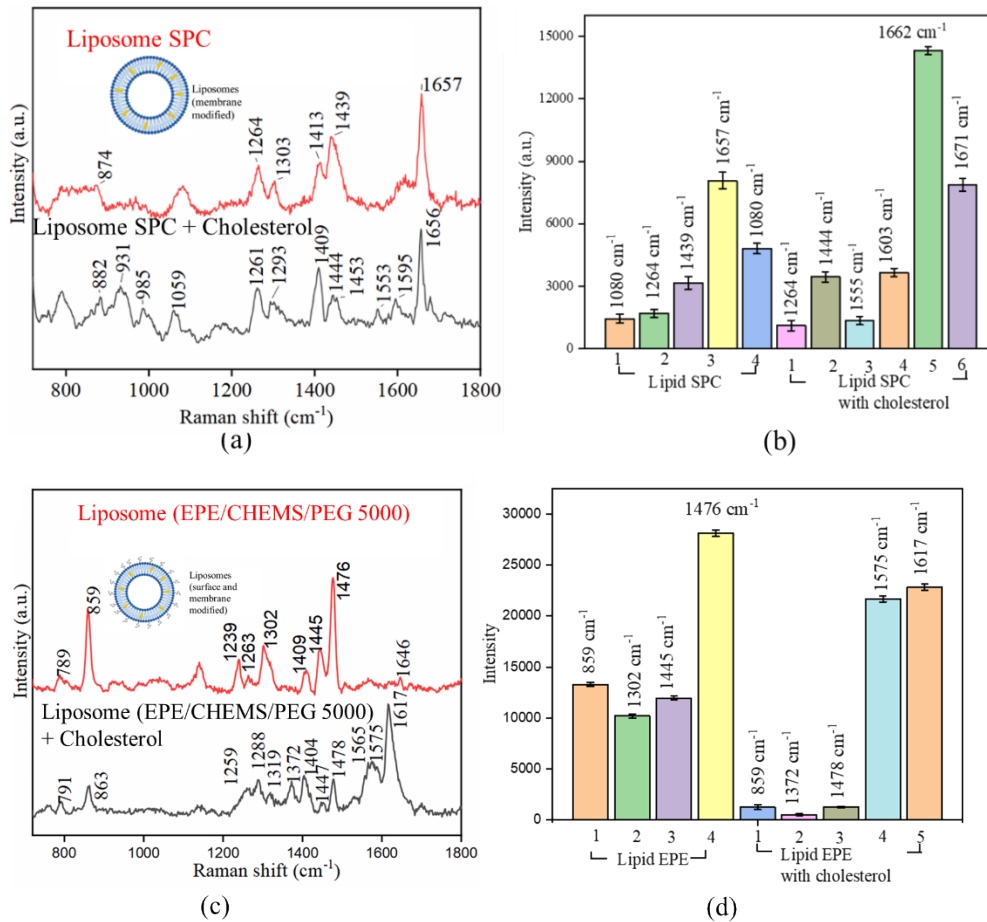 Liposome SPC
Liposomes
(membrane
modified)
874
1264
1303
1413
1439
1657
Liposome SPC + Cholesterol
882
931
985
1059
1261
1293
1409
1444
1453
1553
1595
1656
Intensity (a.u.)
800 1000 1200 1400 1600 1800
Raman shift (cm-1)
(a)
Intensity (a.u.)
15000
12000
9000
6000
3000
0
1080 cm-1
1264 cm-1
1439 cm-1
1657 cm-1
1080 cm-1
1264 cm-1
1444 cm-1
1555 cm-1
1603 cm-1
1662 cm-1
1671 cm-1
1 2 3 3 4 1 2 3 4 5 6
Lipid SPC
Lipid SPC
with cholesterol
(b)
Liposome (EPE/CHEMS/PEG 5000)
Liposomes
(surface and
membrane
modified)
789
859
1239
1263
1302
1409
1445
1476
1646
Liposome (EPE/CHEMS/PEG 5000)
+ Cholesterol
791
863
1259
1288
1319
1372
1404
1447
1478
1565
1575
1617
Intensity (a.u.)
800 1000 1200 1400 1600 1800
Raman shift (cm-1)
(c)
Intensity
30000
25000
20000
15000
10000
5000
0
859 cm-1
1302 cm-1
1445 cm-1
1476 cm-1
859 cm-1
1372 cm-1
1478 cm-1
1575 cm-1
1617 cm-1
1 2 3 4 1 2 3 4 5
Lipid EPE
Lipid EPE
with cholesterol
(d)